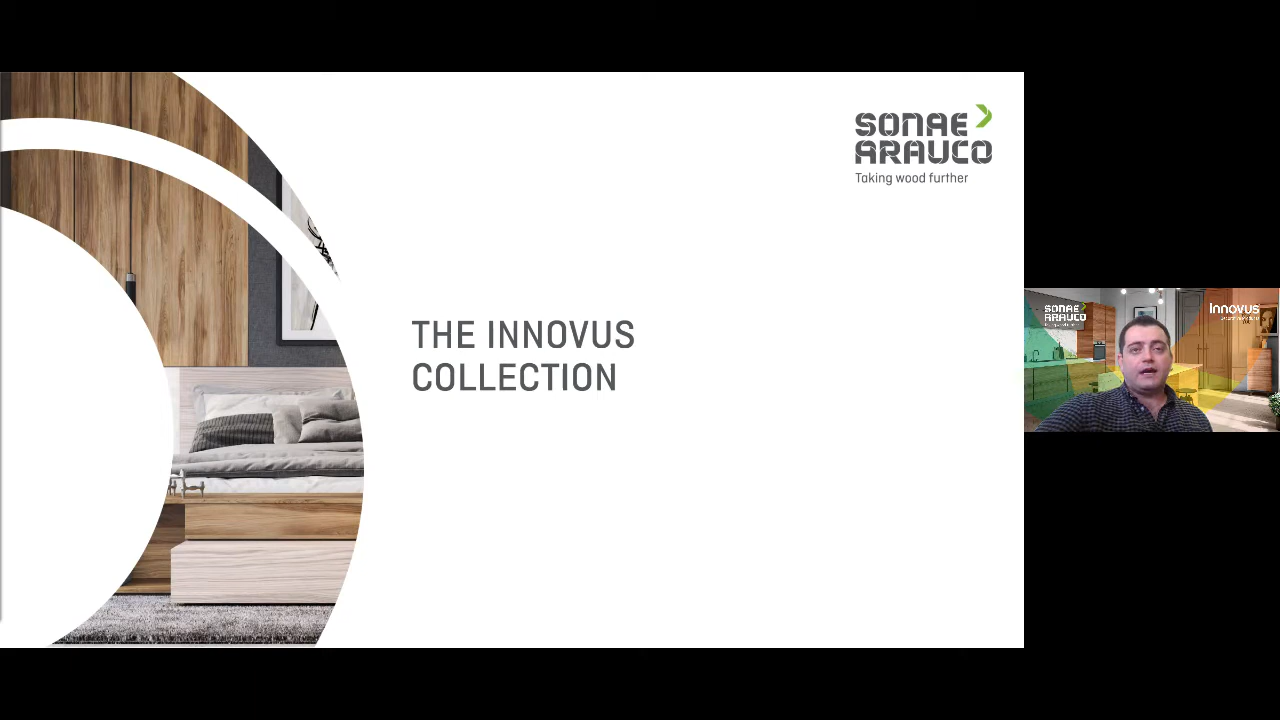 SONAE
ARAUCO
Taking wood further
THE INNOVUS
COLLECTION
SONAE
ARAUCO
innovus